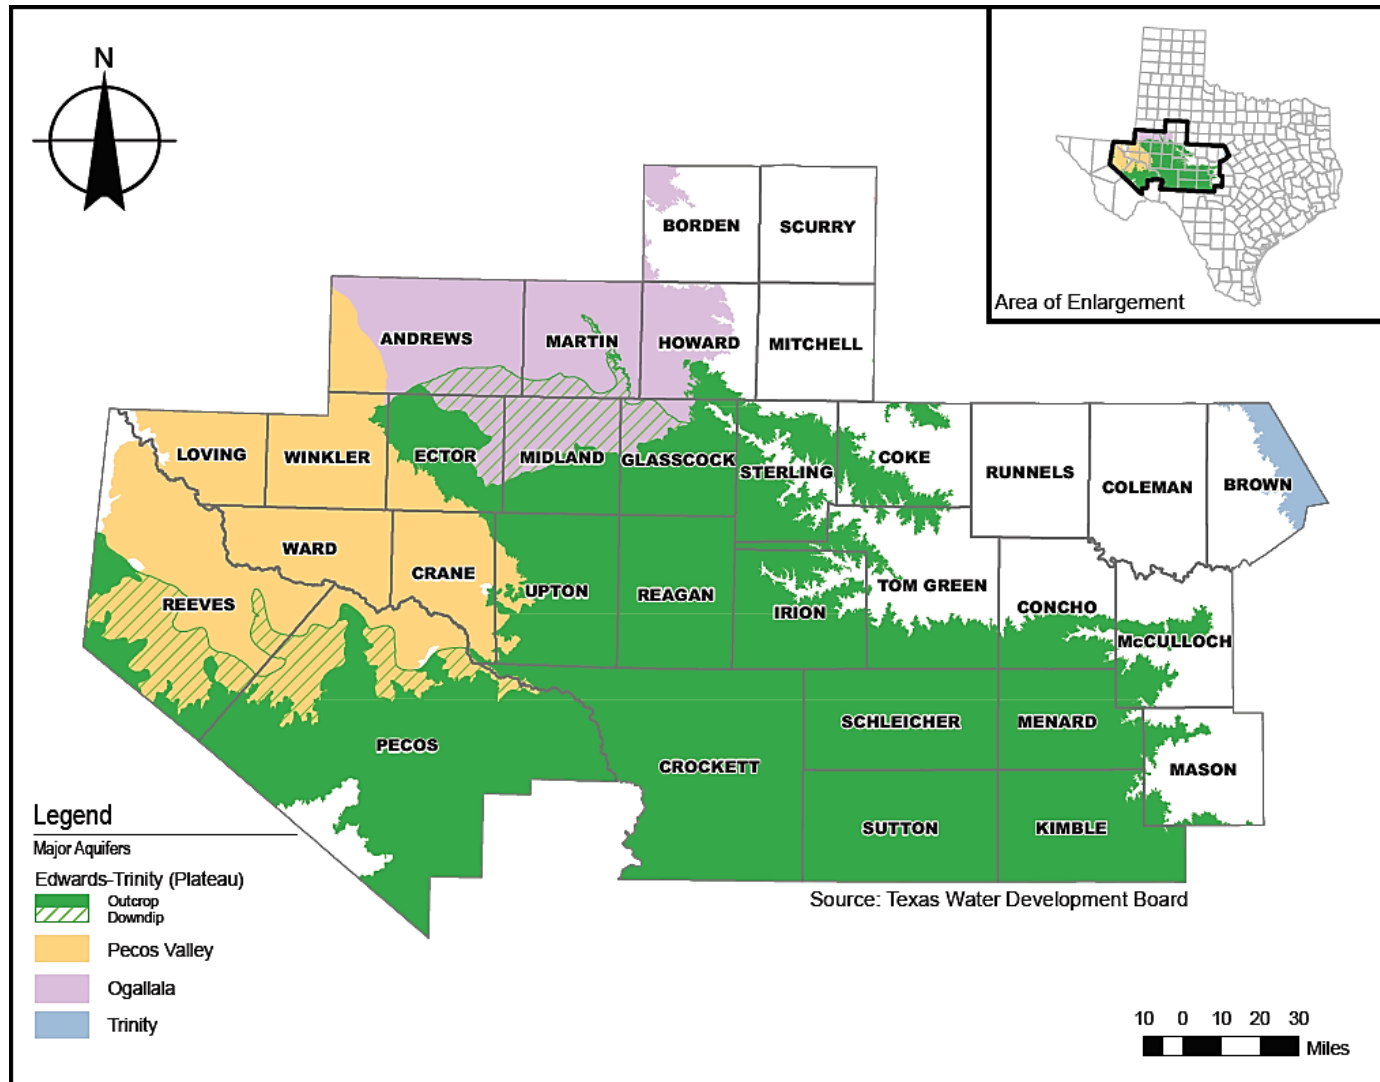 N
BORDEN
SCURRY
Area of Enlargement
ANDREWS
MARTIN
HOWARD
MITCHELL
LOVING
WINKLER
ECTOR
MIDLAND
GLASSCOCK
STERLING
COKE
RUNNELS
COLEMAN
BROWN
WARD
CRANE
UPTON
REAGAN
IRION
TOM GREEN
CONCHO
McCULLOCH
REEVES
PECOS
CROCKETT
SCHLEICHER
MENARD
MASON
SUTTON
KIMBLE
Legend
Major Aquifers
Edwards-Trinity (Plateau)
Outcrop
Downdip
Pecos Valley
Ogallala
Trinity
Source: Texas Water Development Board
10 0 10 20 30
Miles